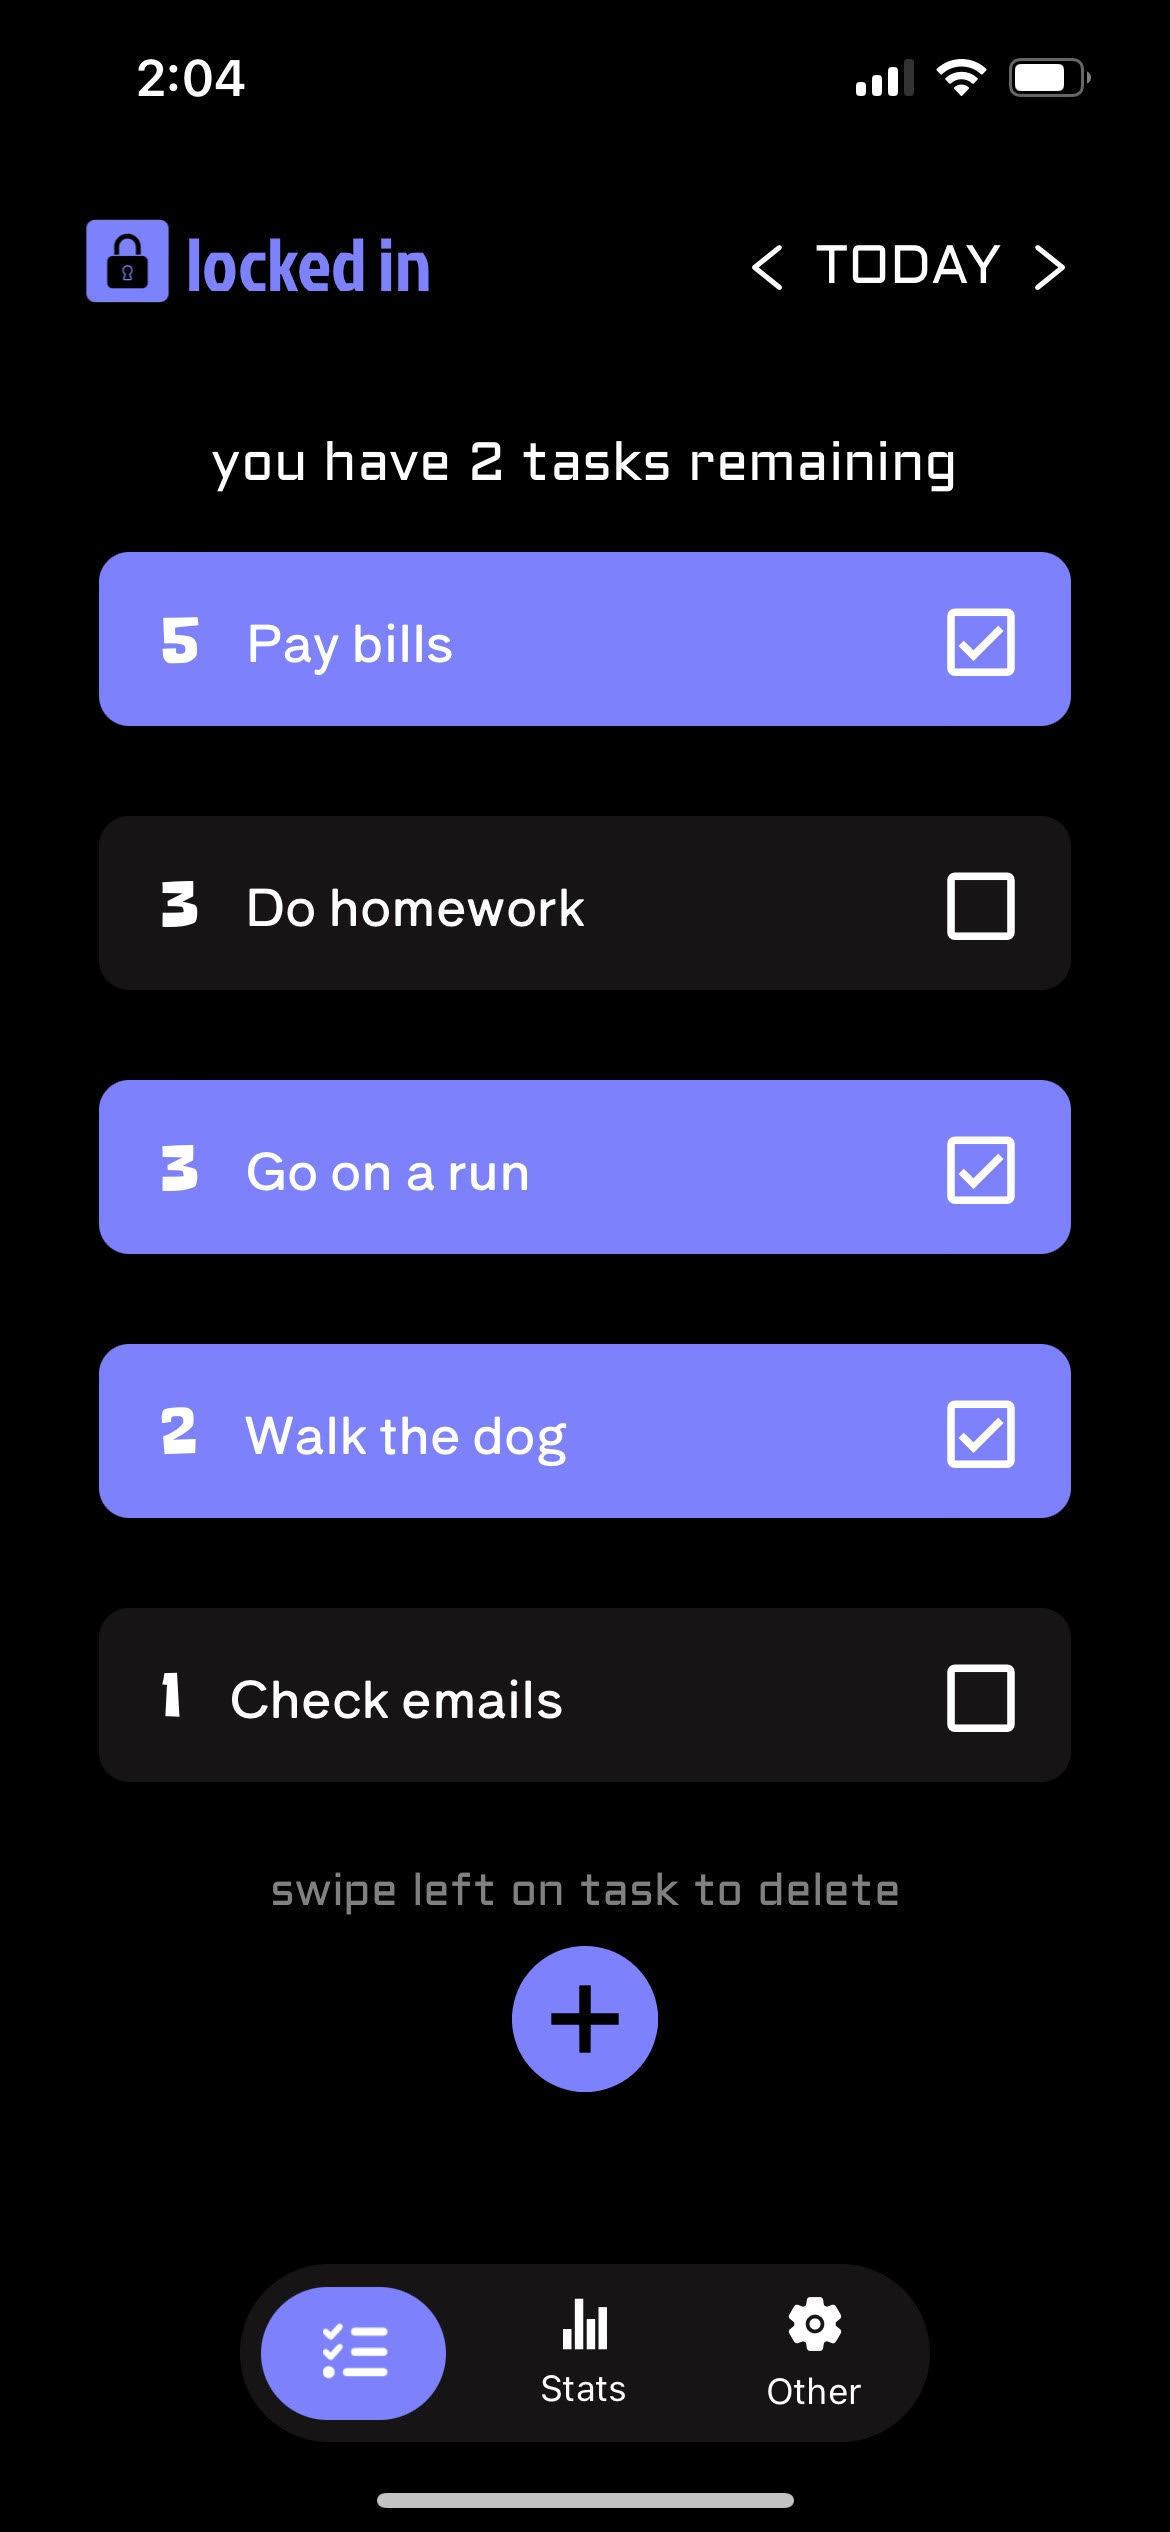 2:04
locked in
< TODAY >
you have 2 tasks remaining
5 Pay bills
3 Do homework
3 Go on a run
2 Walk the dog
1 Check emails
swipe left on task to delete
+
Stats
Other